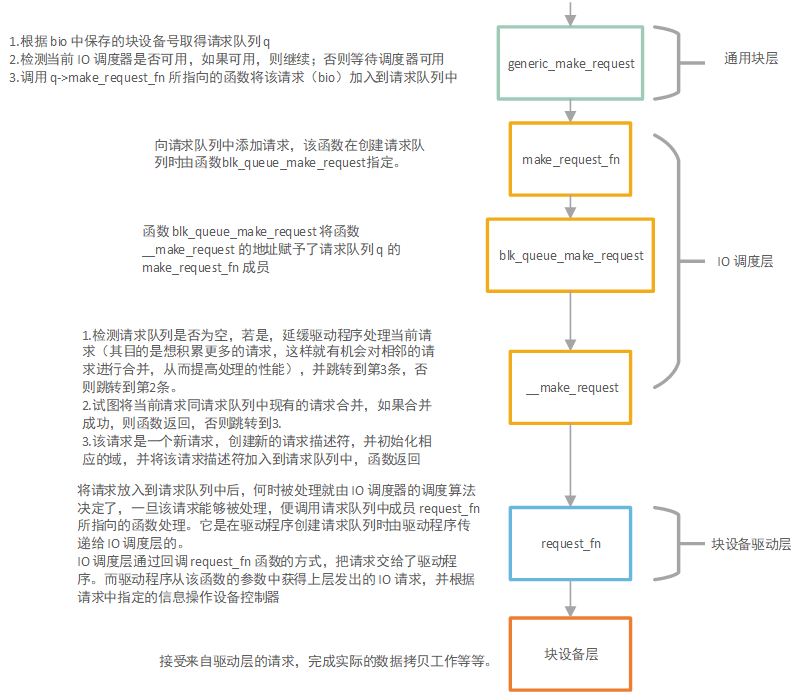 1.根据 bio 中保存的块设备号取得请求队列 q
2.检测当前 IO 调度器是否可用，如果可用，则继续；否则等待调度器可用
3.调用 q->make_request_fn 所指向的函数将该请求（bio）加入到请求队列中
generic_make_request
通用块层
向请求队列中添加请求，该函数在创建请求队
列时由函数blk_queue_make_request指定。
make_request_fn
函数 blk_queue_make_request 将函数
__make_request 的地址赋予了请求队列 q 的
make_request_fn 成员
blk_queue_make_request
IO 调度层
1.检测请求队列是否为空，若是，延缓驱动程序处理当前请
求（其目的是想积累更多的请求，这样就有机会对相邻的请
求进行合并，从而提高处理的性能），并跳转到第3条，否
则跳转到第2条。
2.试图将当前请求同请求队列中现有的请求合并，如果合并
成功，则函数返回，否则跳转到3.
3.该请求是一个新请求，创建新的请求描述符，并初始化相
应的域，并将该请求描述符加入到请求队列中，函数返回
__make_request
将请求放入到请求队列中后，何时被处理就由 IO 调度器的调度算法
决定了，一旦该请求能够被处理，便调用请求队列中成员 request_fn
所指向的函数处理。它是在驱动程序创建请求队列时由驱动程序传
递给 IO 调度层的。
IO 调度层通过回调 request_fn 函数的方式，把请求交给了驱动程
序。而驱动程序从该函数的参数中获得上层发出的 IO 请求，并根据
请求中指定的信息操作设备控制器
request_fn
块设备驱动层
接受来自驱动层的请求，完成实际的数据拷贝工作等等。
块设备层